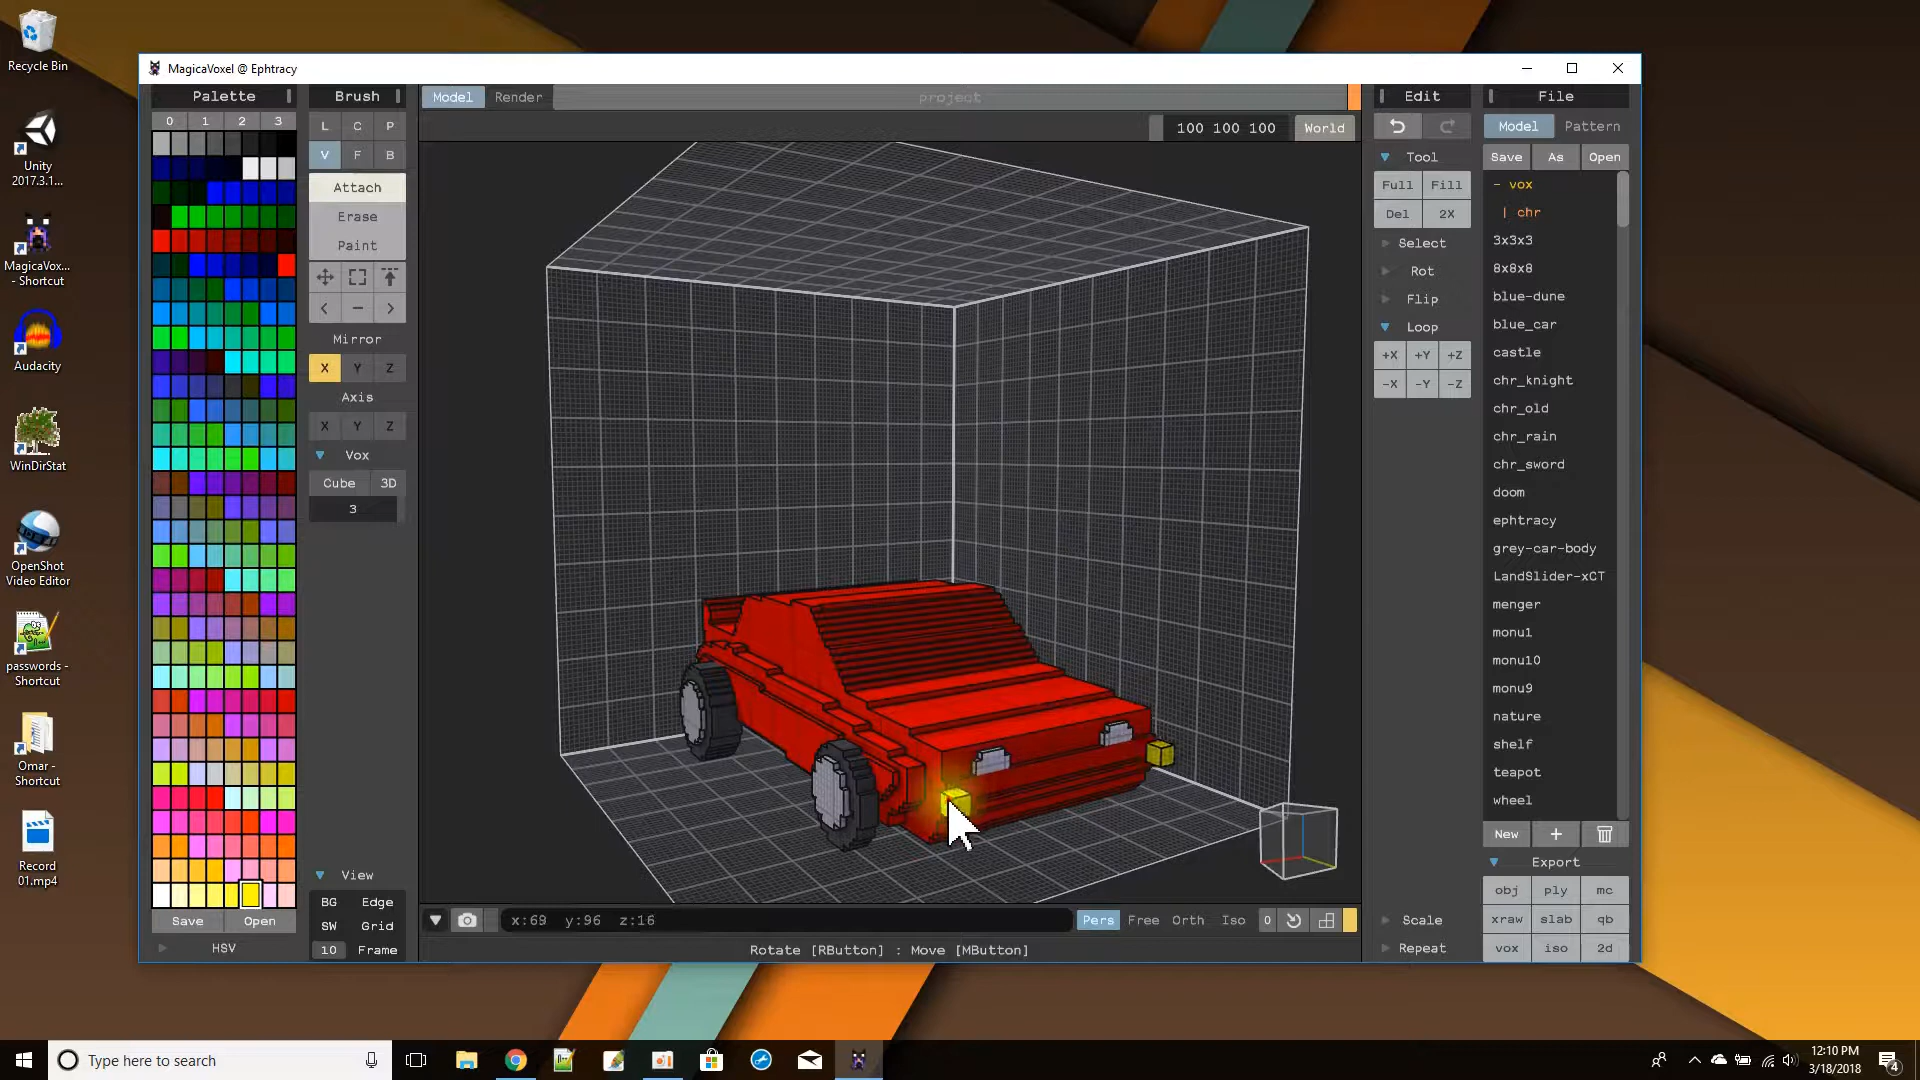 Recycle Bin
Unity
2017.3.1...
MagicaVox...
- Shortcut
Audacity
WinDirStat
OpenShot
Video Editor
passwords -
Shortcut
Omar -
Shortcut
Record
01.mp4
MagicaVoxel @ Ephtracy
Palette
0 1 2 3
Save Open
HSV
Brush
L C P
V F B
Attach
Erase
Paint
< - >
Mirror
X Y Z
Axis
X Y Z
Vox
Cube 3D
3
View
BG Edge
SW Grid
10 Frame
Model Render project
100 100 100 World
x:69 y:96 z:16
Pers Free Orth Iso 0
Rotate [RButton] : Move [MButton]
Edit
Tool
Full Fill
Del 2X
Select
Rot
Flip
Loop
+X +Y +Z
-X -Y -Z
Scale
Repeat
File
Model Pattern
Save As Open
- vox
| chr
3x3x3
8x8x8
blue-dune
blue_car
castle
chr_knight
chr_old
chr_rain
chr_sword
doom
ephtracy
grey-car-body
LandSlider-xCT
menger
monu1
monu10
monu9
nature
shelf
teapot
wheel
New +
Export
obj ply mc
xraw slab qb
vox iso 2d
Type here to search
12:10 PM
3/18/2018
4